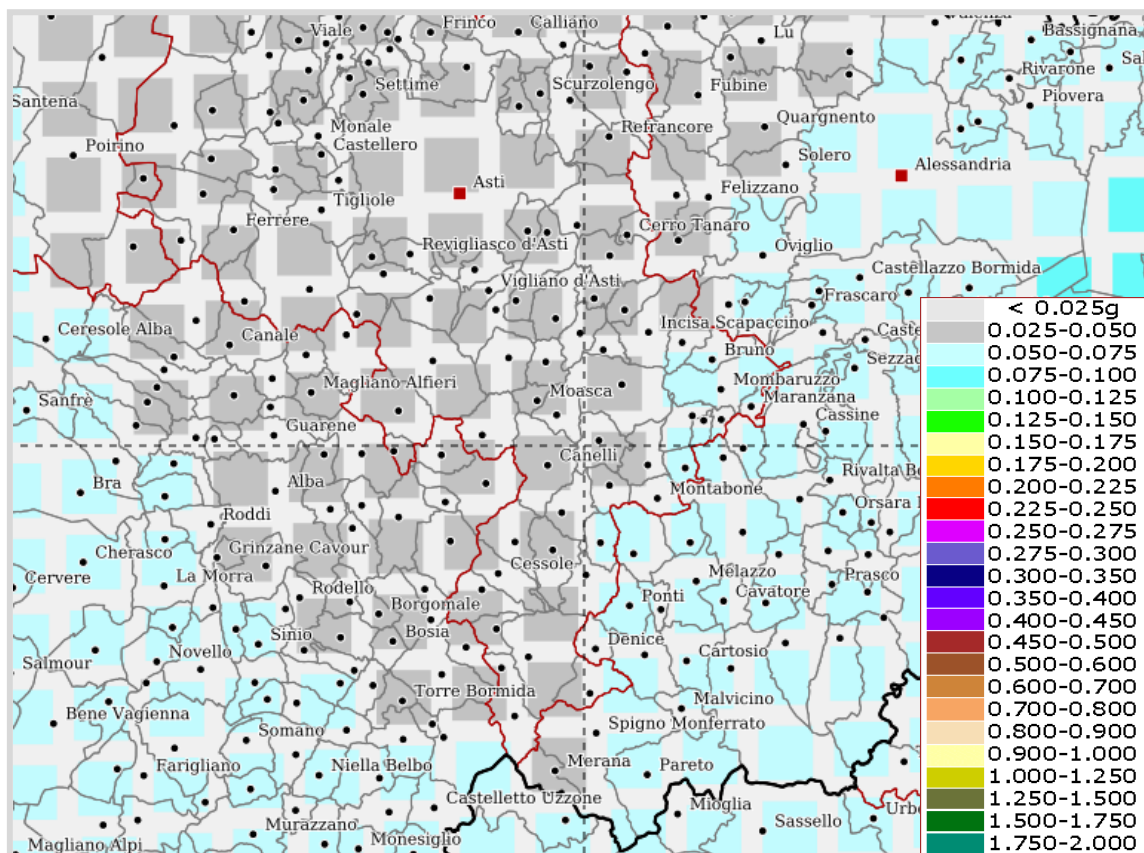 Viale
Frinco
Calliano
Lu
Bassignana
Settime
Scurzolengo
Fubine
Rivarone
Santena
Piovera
Monale
Castellero
Refrancore
Quargnento
Poirino
Solero
Alessandria
Asti
Tigliole
Felizzano
Ferrere
Cerro Tanaro
Revigliasco d'Asti
Oviglio
Castellazzo Bormida
Vigliano d'Asti
Frascaro
Ceresole Alba
Canale
Incisa Scapaccino
Bruno
Magliano Alfieri
Moasca
Mombaruzzo
Maranzana
Sanfrè
Guarene
Cassine
Canelli
Bra
Alba
Montabone
Roddi
Cherasco
Grinzane Cavour
Cessole
Cervere
La Morra
Melazzo
Prasco
Rodello
Borgomale
Ponti
Cavatore
Sinio
Bosia
Denice
Salmour
Novello
Cartosio
Torre Bormida
Malvicino
Bene Vagienna
Spigno Monferrato
Somano
Farigliano
Niella Belbo
Merana
Pareto
Castelletto Uzzone
Mioglia
Murazzano
Sassello
Magliano Alpi
Monesiglio
< 0.025g
0.025-0.050
0.050-0.075
0.075-0.100
0.100-0.125
0.125-0.150
0.150-0.175
0.175-0.200
0.200-0.225
0.225-0.250
0.250-0.275
0.275-0.300
0.300-0.350
0.350-0.400
0.400-0.450
0.450-0.500
0.500-0.600
0.600-0.700
0.700-0.800
0.800-0.900
0.900-1.000
1.000-1.250
1.250-1.500
1.500-1.750
1.750-2.000